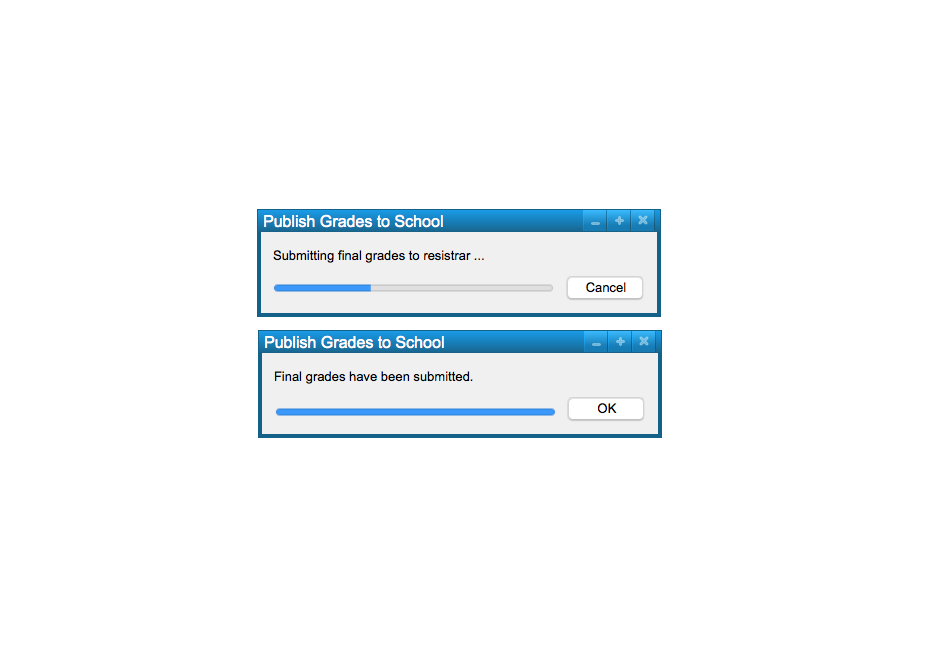 Publish Grades to School
Submitting final grades to resistrar ...
Cancel
Publish Grades to School
Final grades have been submitted.
OK